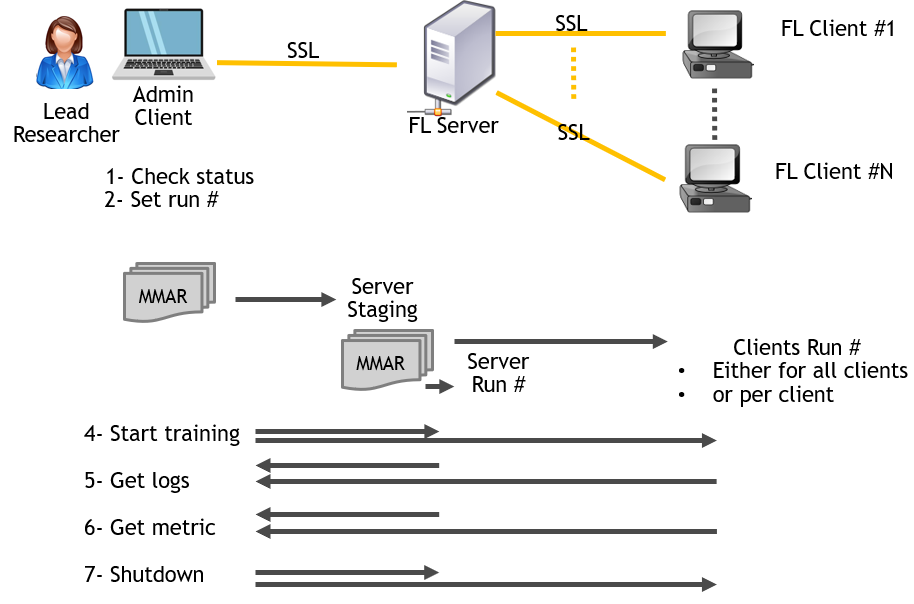 SSL
SSL
FL Client #1
Admin
Client
Lead
Researcher
FL Server
SSL
FL Client #N
1- Check status
2- Set run #
MMAR
Server
Staging
MMAR
Server
Run #
Clients Run #
• Either for all clients
• or per client
4- Start training
5- Get logs
6- Get metric
7- Shutdown